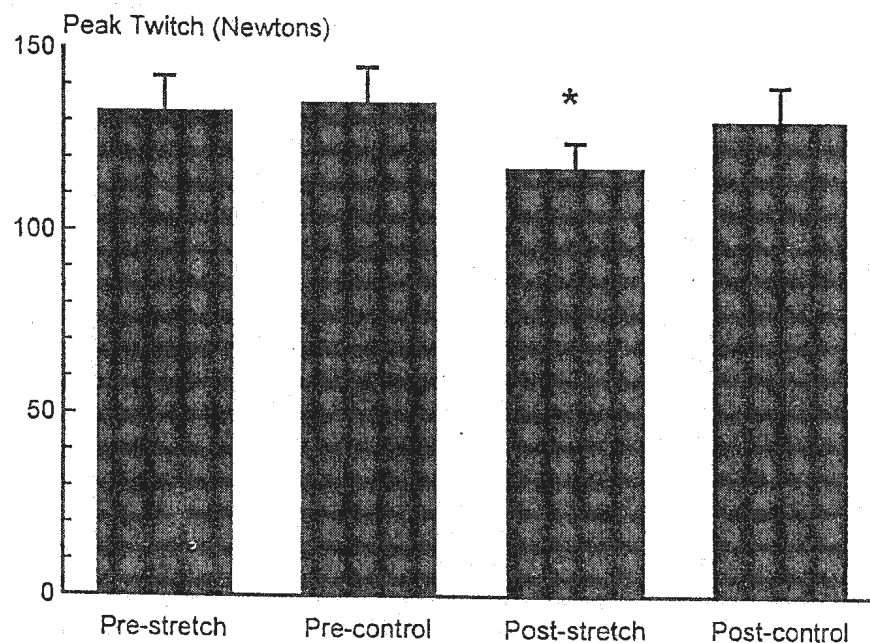 Peak Twitch (Newtons)
150
100
50
0
*
Pre-stretch Pre-control Post-stretch Post-control